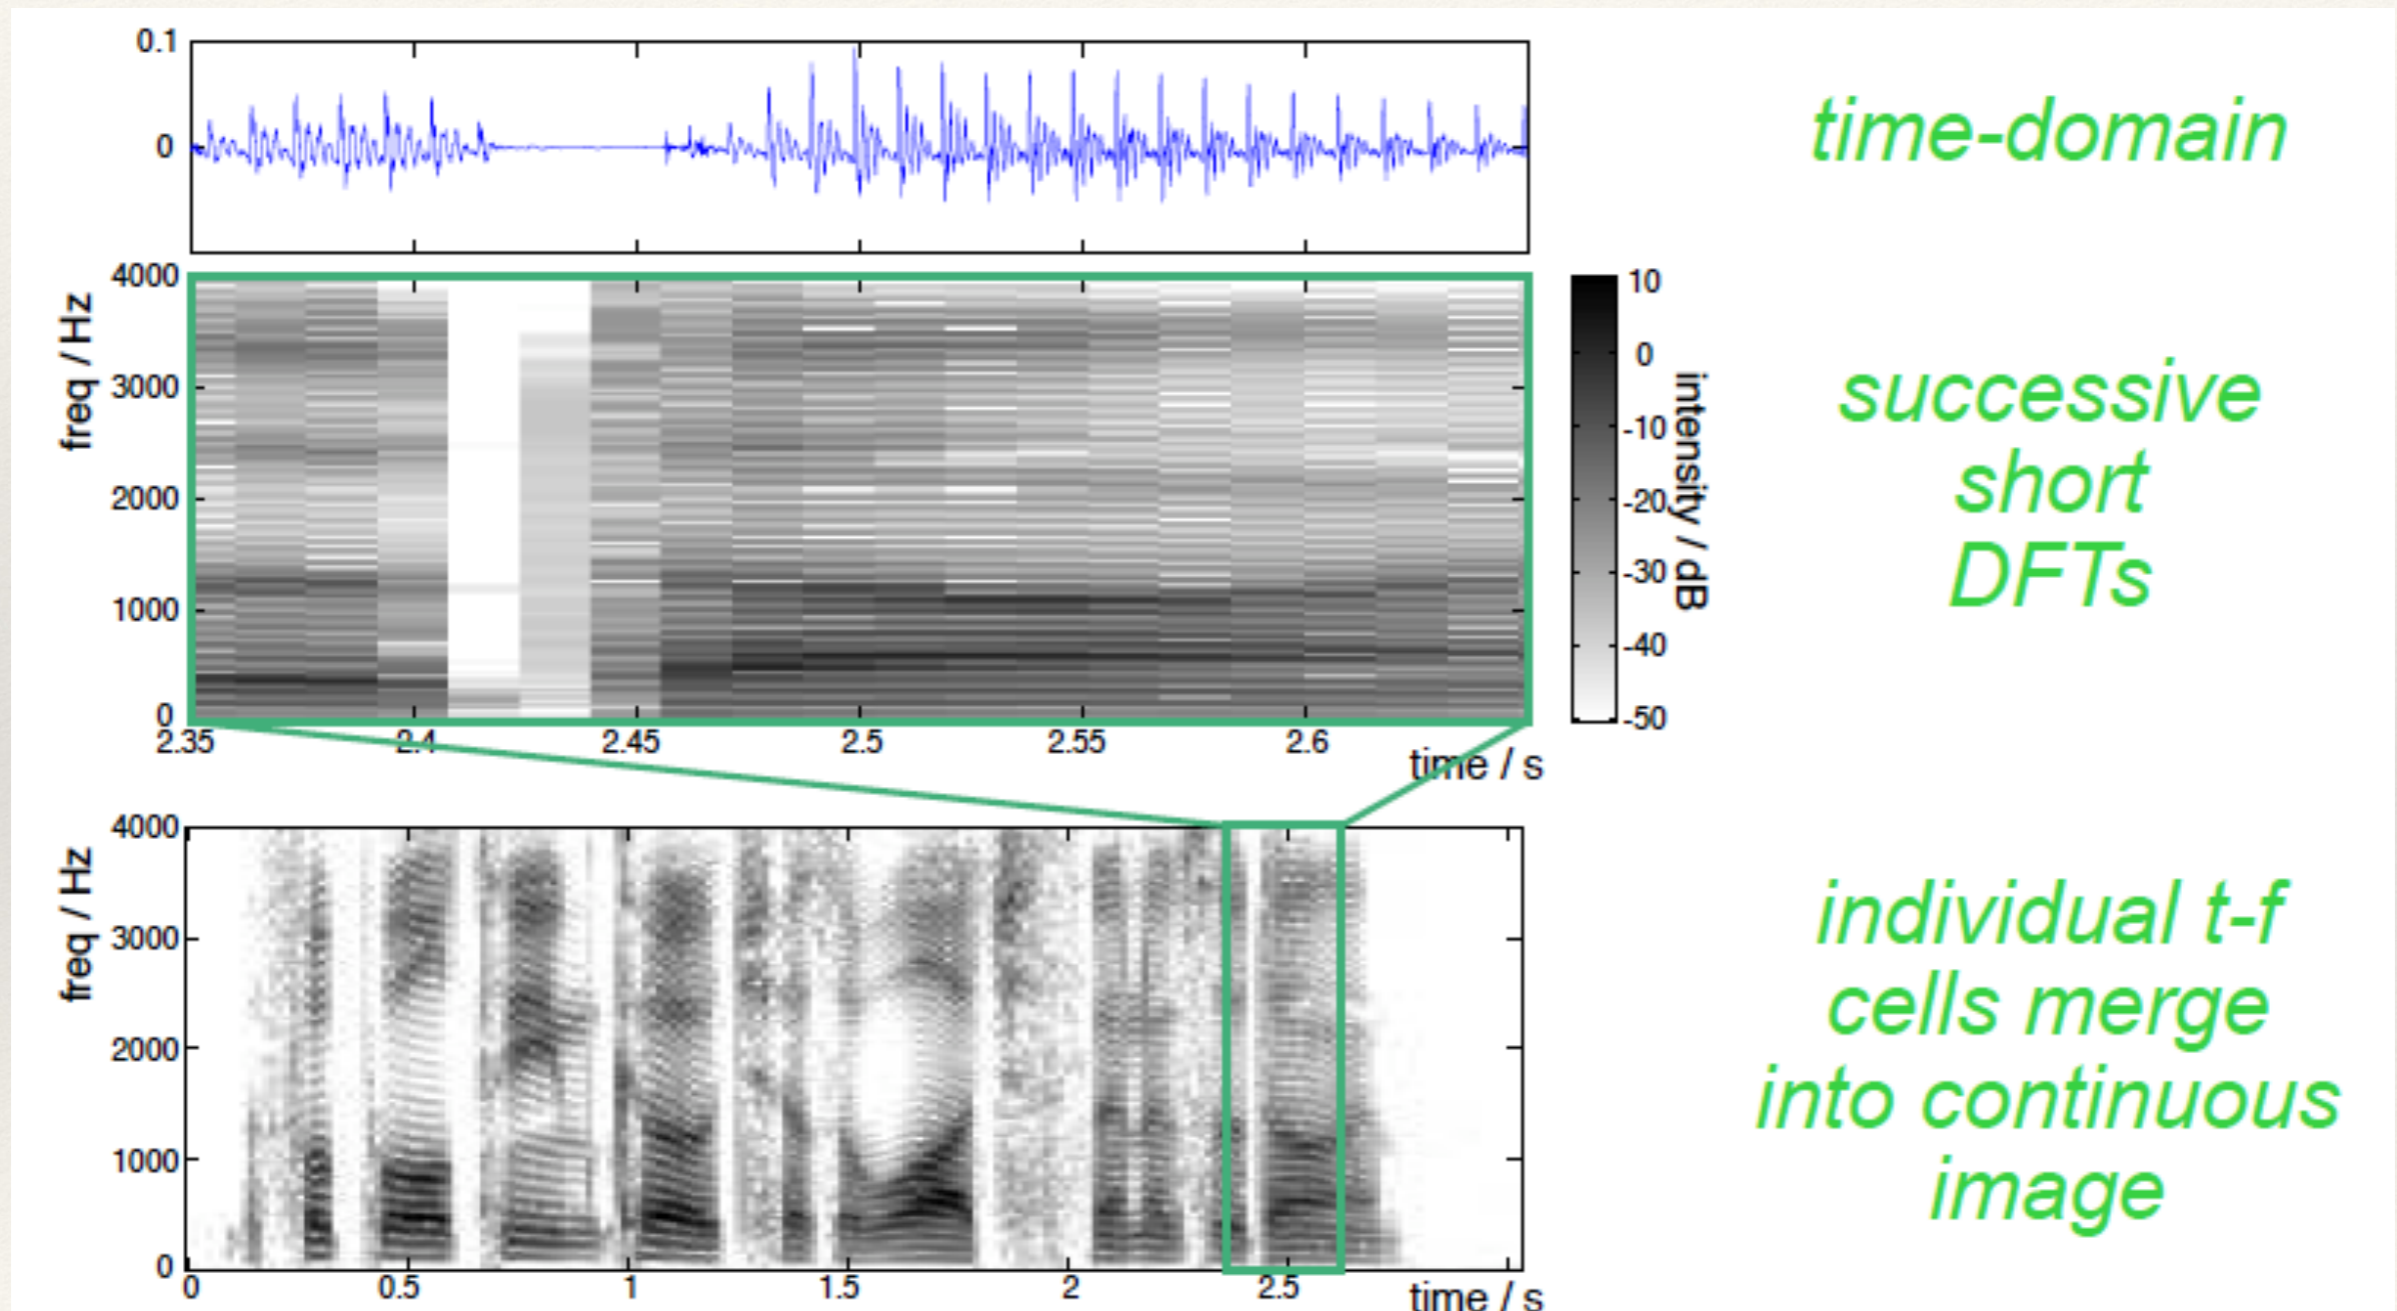 0.1
0
time-domain
4000
3000
2000
1000
0
freq / Hz
2.35
2.4
2.45
2.5
2.55
2.6
time / s
10
0
-10
-20
-30
-40
-50
intensity / dB
successive
short
DFTs
4000
3000
2000
1000
0
freq / Hz
0
0.5
1
1.5
2
2.5
time / s
individual t-f
cells merge
into continuous
image